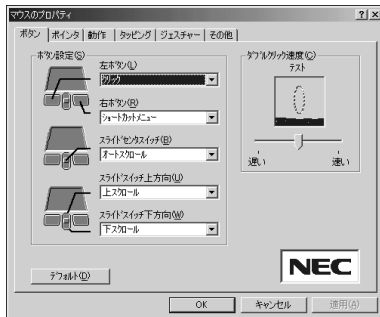 マウスのプロパティ
ボタン ポインタ 動作 タッピング ジェスチャー その他
ボタン設定(S)
左ボタン(L)
クリック
右ボタン(R)
ショートカットメニュー
スライドセンタスイッチ(B)
オートスクロール
スライドスイッチ上方向(U)
上スクロール
スライドスイッチ下方向(W)
下スクロール
デフォルト(D)
ダブルクリック速度(C)
テスト
遅い 速い
NEC
OK キャンセル 適用(A)